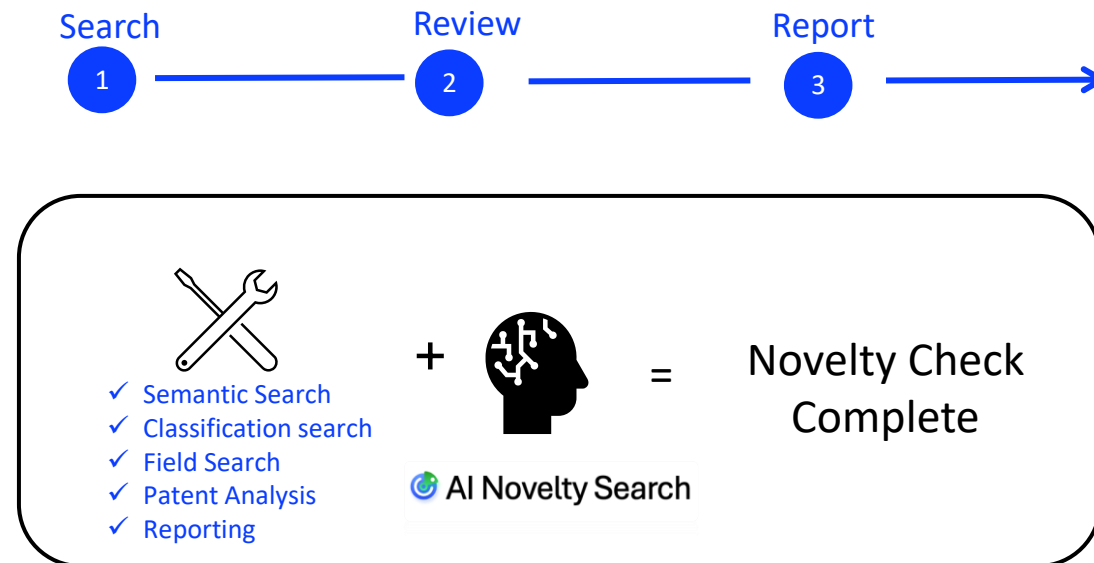 Search
Review
Report
1
2
3
✓ Semantic Search
✓ Classification search
✓ Field Search
✓ Patent Analysis
✓ Reporting
+
AI Novelty Search
=
Novelty Check
Complete